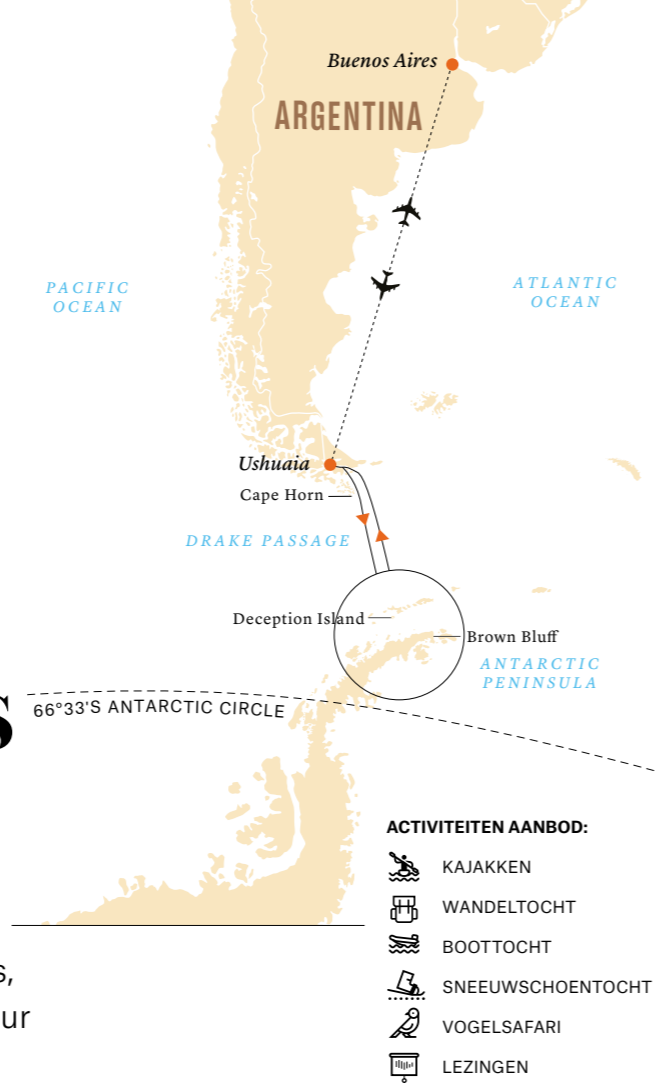 Buenos Aires
ARGENTINA
PACIFIC
OCEAN
ATLANTIC
OCEAN
Ushuaia
Cape Horn
DRAKE PASSAGE
Deception Island
Brown Bluff
ANTARCTIC
PENINSULA
S
66°33'S ANTARCTIC CIRCLE
ACTIVITEITEN AANBOD:
KAJAKKEN
WANDELTOCHT
BOOTTOCHT
SNEEUWSCHOENTOCHT
VOGELSAFARI
LEZINGEN
s,
ur